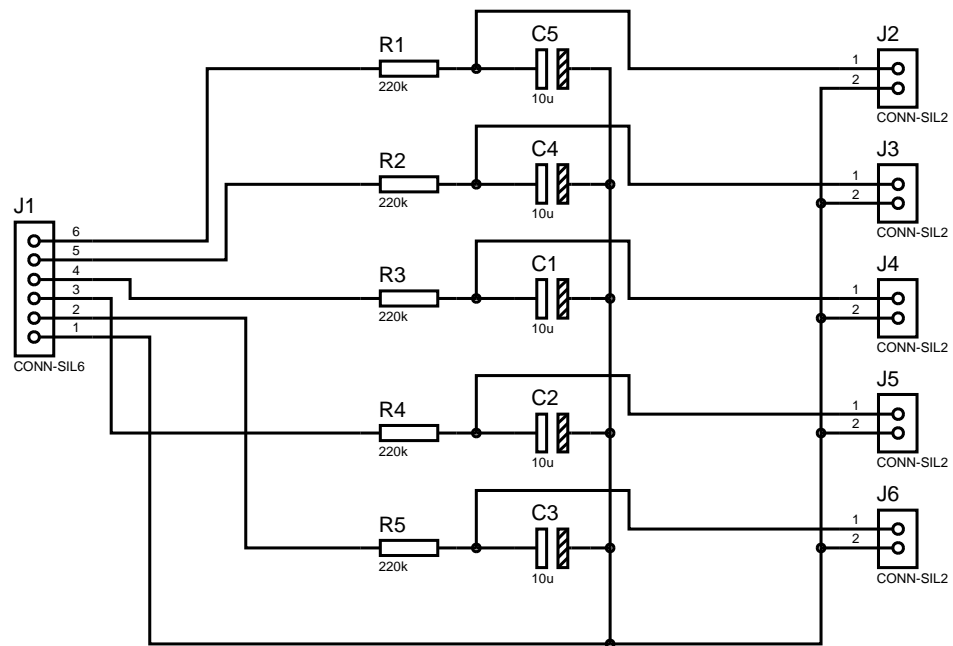 C5
J2
R1
1
2
220k
10u
CONN-SIL2
C4
J3
R2
1
2
220k
10u
CONN-SIL2
J1
6
5
4
3
2
1
CONN-SIL6
C1
J4
R3
1
2
220k
10u
CONN-SIL2
C2
J5
R4
1
2
220k
10u
CONN-SIL2
C3
J6
R5
1
2
220k
10u
CONN-SIL2